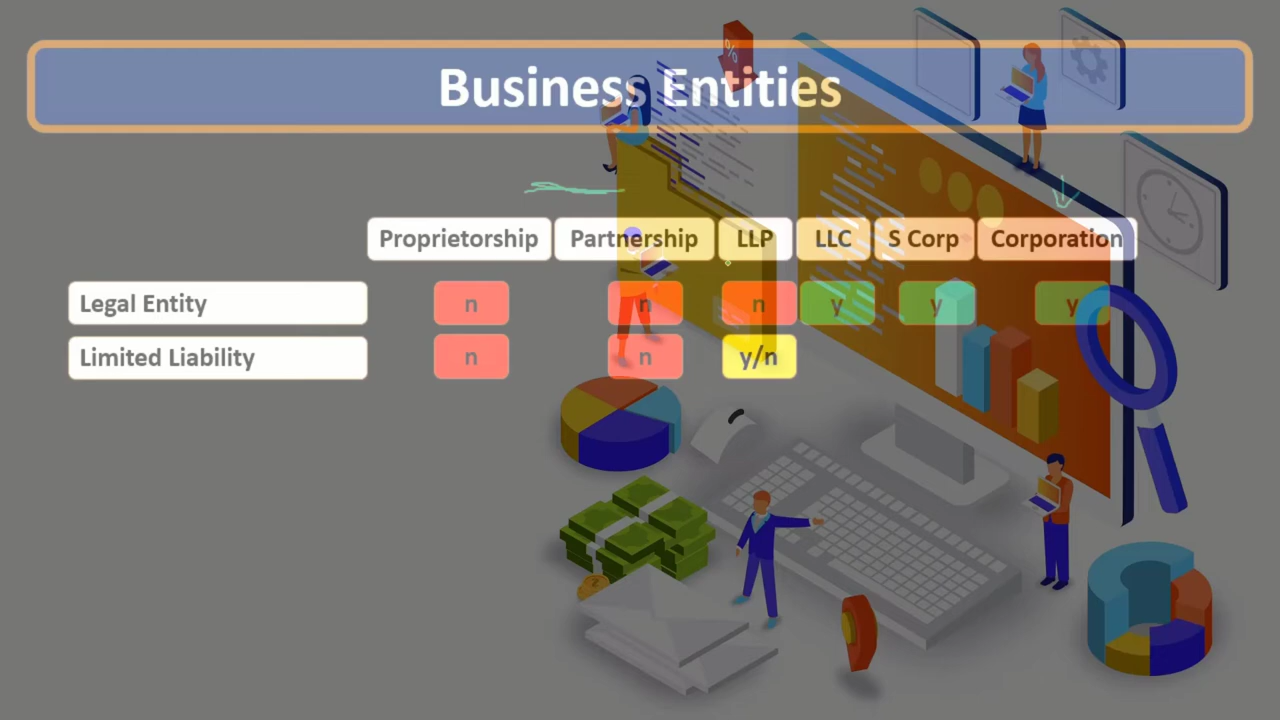 Business Entities
Proprietorship Partnership LLP LLC S Corp Corporation
Legal Entity n n n y y y
Limited Liability n n y/n
%